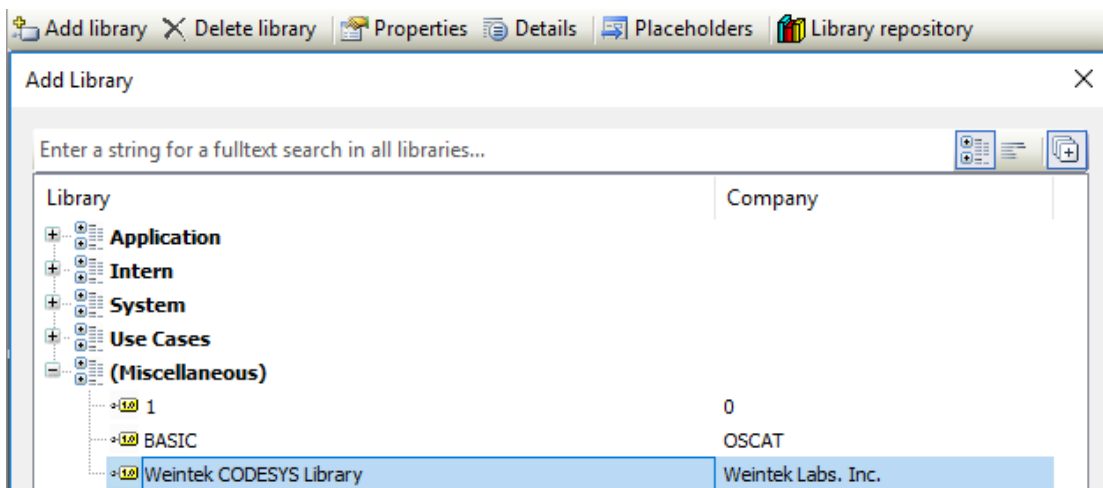 Add library Delete library Properties Details Placeholders Library repository
Add Library
Enter a string for a fulltext search in all libraries...
Library Company
Application
Intern
System
Use Cases
(Miscellaneous)
1 0
BASIC OSCAT
Weintek CODESYS Library Weintek Labs. Inc.